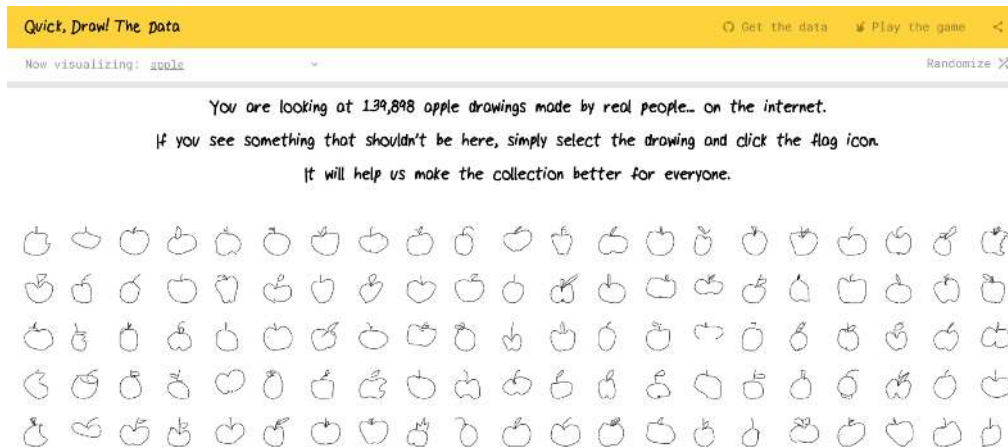 Quick, Draw! The Data
Get the data
Play the game
Now visualizing: apple
Randomize
You are looking at 139,898 apple drawings made by real people... on the internet.
If you see something that shouldn't be here, simply select the drawing and click the flag icon.
It will help us make the collection better for everyone.